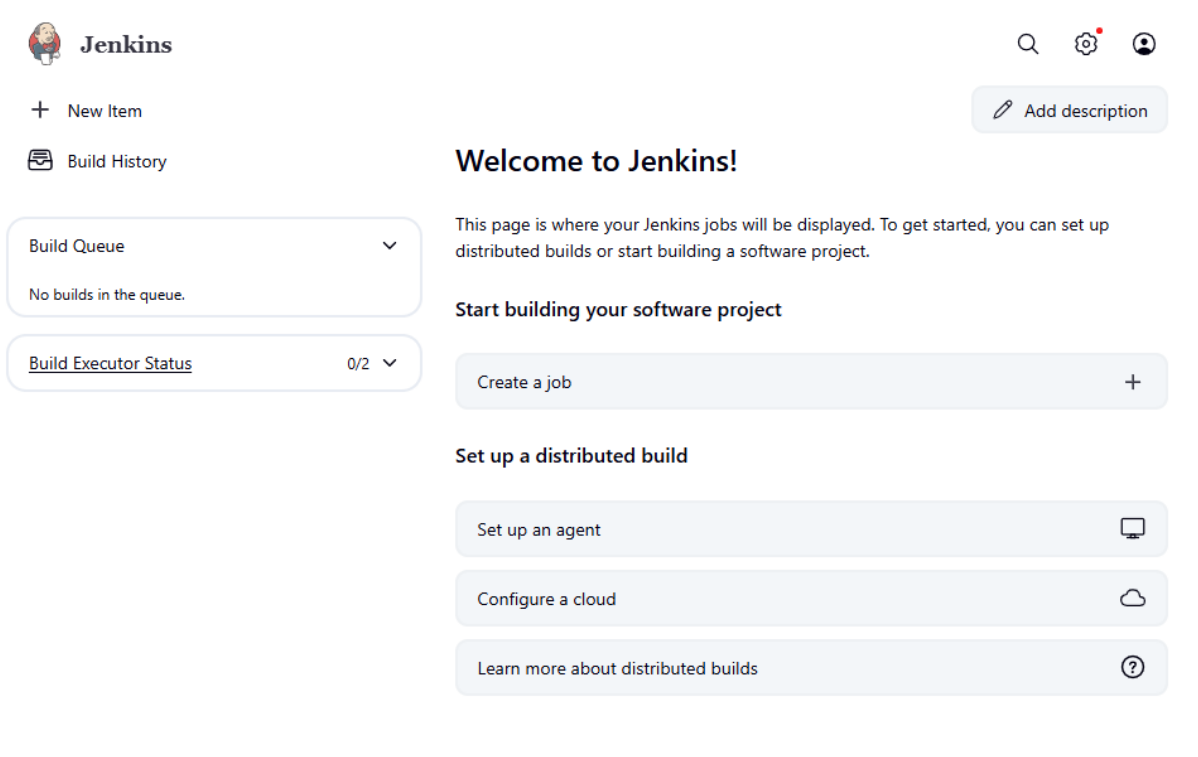 Jenkins
New Item
Build History
Build Queue
No builds in the queue.
Build Executor Status 0/2
Add description
Welcome to Jenkins!
This page is where your Jenkins jobs will be displayed. To get started, you can set up
distributed builds or start building a software project.
Start building your software project
Create a job
Set up a distributed build
Set up an agent
Configure a cloud
Learn more about distributed builds